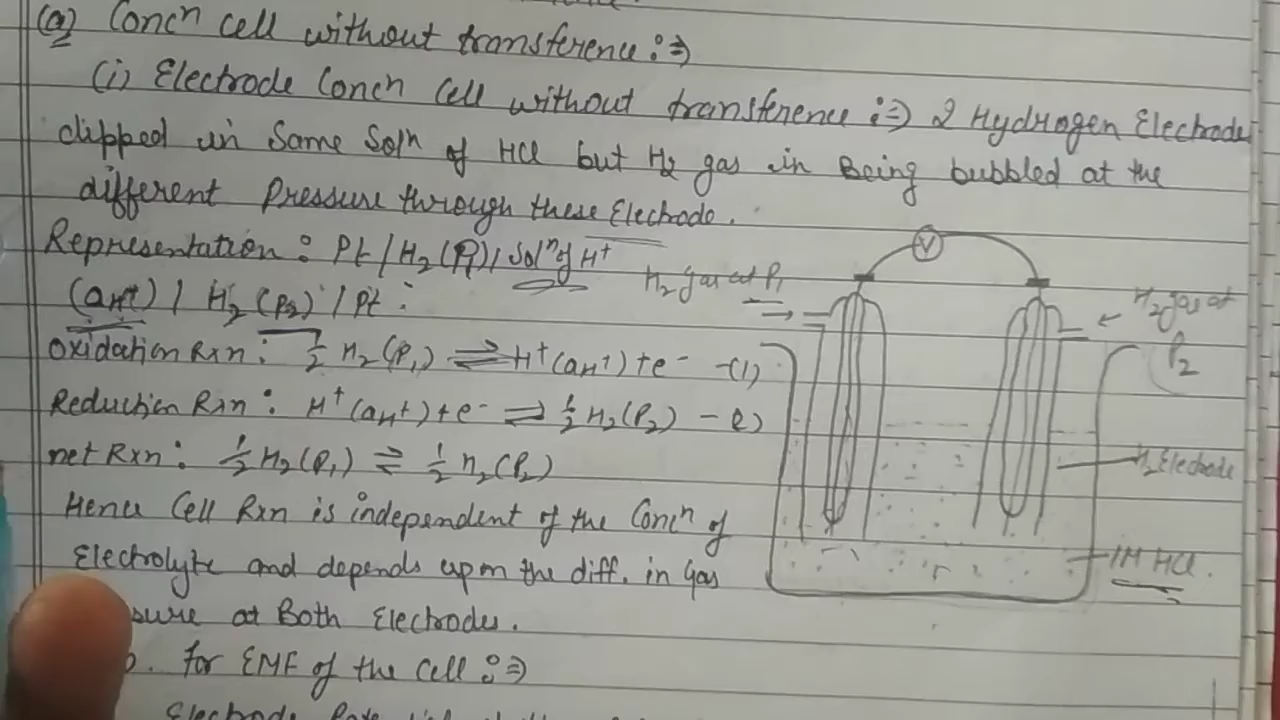 (a) Concn cell without transference :⇒
(i) Electrode Concn Cell without transference :⇒ 2 Hydrogen Electrode
dipped in Same Soln of HCl but H2 gas in Being bubbled at the
different Pressure through these Electrode.
Representation : Pt / H2 (P1) / Soln of H+
(aH+) / H2 (P2) / Pt :
Oxidation Rxn : 1/2 H2 (P1) ⇌ H+ (aH+) + e- -(1)
Reduction Rxn : H+ (aH+) + e- ⇌ 1/2 H2 (P2) - 2)
net Rxn : 1/2 H2 (P1) ⇌ 1/2 H2 (P2)
Hence Cell Rxn is independent of the Concn of
Electrolyte and depends upon the diff. in Gas
sure at Both Electrodes.
for EMF of the Cell :⇒
Electrode
V
H2 gas at P1
H2 gas at
P2
H2 Electrode
1M HCl.